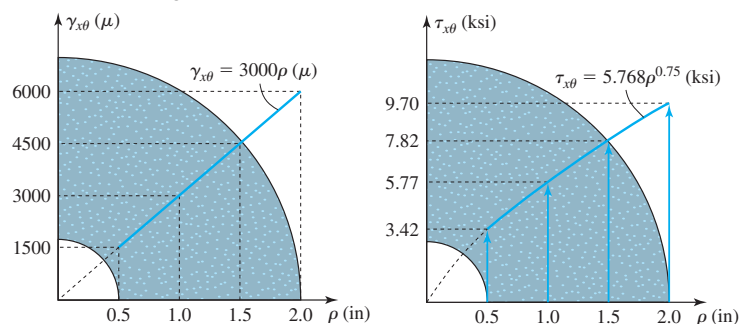 γxθ (μ)
γxθ = 3000ρ (μ)
6000
4500
3000
1500
0.5 1.0 1.5 2.0 ρ (in)
τxθ (ksi)
τxθ = 5.768ρ^0.75 (ksi)
9.70
7.82
5.77
3.42
0.5 1.0 1.5 2.0 ρ (in)